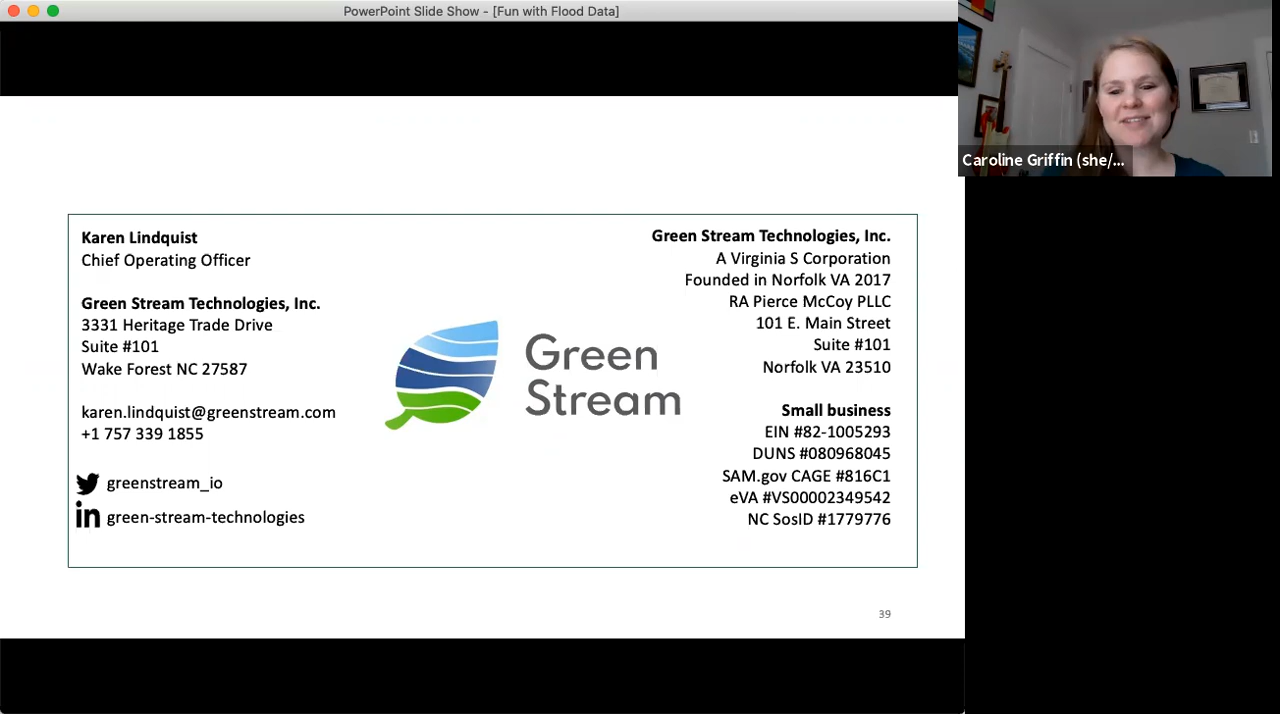 PowerPoint Slide Show - [Fun with Flood Data]
Caroline Griffin (she/...
Karen Lindquist
Chief Operating Officer
Green Stream Technologies, Inc.
3331 Heritage Trade Drive
Suite #101
Wake Forest NC 27587
karen.lindquist@greenstream.com
+1 757 339 1855
greenstream_io
in green-stream-technologies
Green
Stream
Green Stream Technologies, Inc.
A Virginia S Corporation
Founded in Norfolk VA 2017
RA Pierce McCoy PLLC
101 E. Main Street
Suite #101
Norfolk VA 23510
Small business
EIN #82-1005293
DUNS #080968045
SAM.gov CAGE #816C1
eVA #VS00002349542
NC SosID #1779776
39